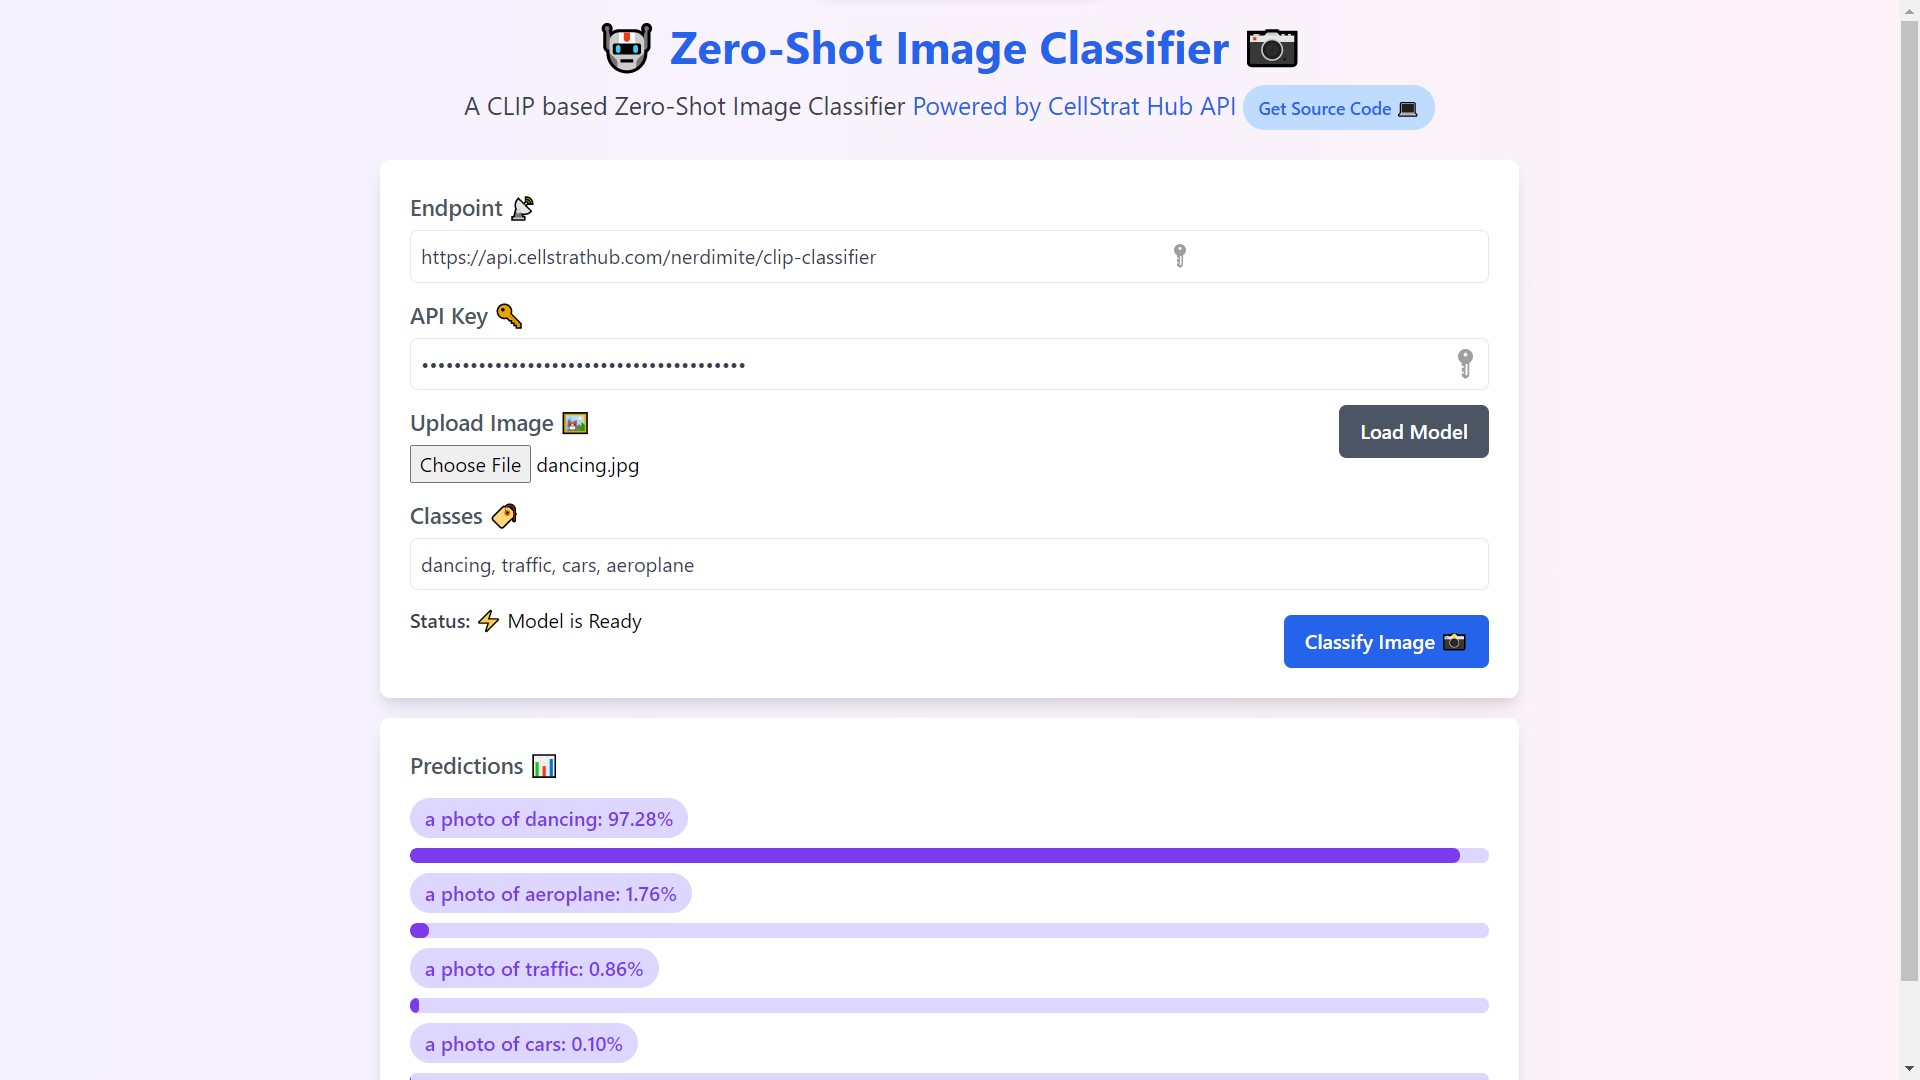 Zero-Shot Image Classifier
A CLIP based Zero-Shot Image Classifier Powered by CellStrat Hub API Get Source Code
Endpoint
https://api.cellstrathub.com/nerdimite/clip-classifier
API Key
••••••••••••••••••••••••••••••••••••••••
Upload Image
Load Model
Choose File dancing.jpg
Classes
dancing, traffic, cars, aeroplane
Status: ⚡ Model is Ready
Classify Image
Predictions
a photo of dancing: 97.28%
a photo of aeroplane: 1.76%
a photo of traffic: 0.86%
a photo of cars: 0.10%